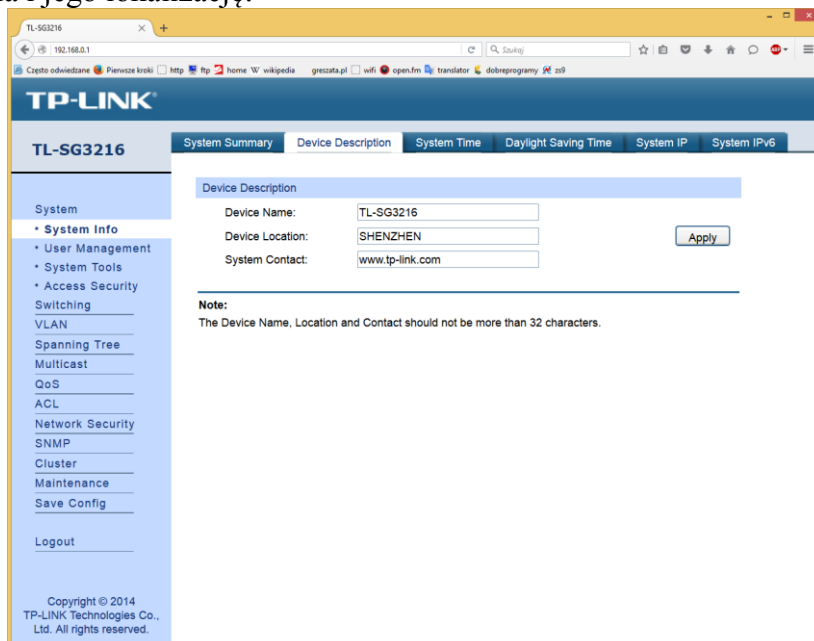 i jego lokalizację.
TL-SG3216
192.168.0.1
Szukaj
Często odwiedzane Pierwsze kroki http ftp home wikipedia greszata.pl wifi open.fm translator dobreprogramy zs9
TP-LINK
TL-SG3216
System Summary Device Description System Time Daylight Saving Time System IP System IPv6
Device Description
Device Name: TL-SG3216
Device Location: SHENZHEN
Apply
System Contact: www.tp-link.com
Note:
The Device Name, Location and Contact should not be more than 32 characters.
System
• System Info
• User Management
• System Tools
• Access Security
Switching
VLAN
Spanning Tree
Multicast
QoS
ACL
Network Security
SNMP
Cluster
Maintenance
Save Config
Logout
Copyright © 2014
TP-LINK Technologies Co.,
Ltd. All rights reserved.